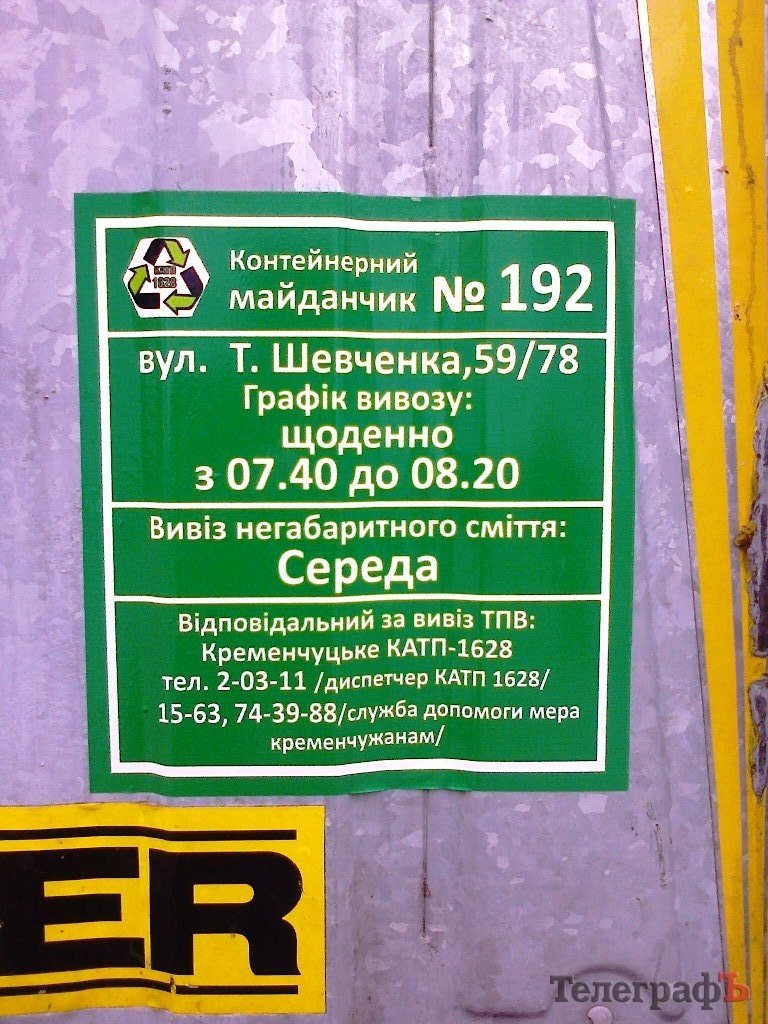 КАТП
1628
Контейнерний
майданчик № 192
вул. Т. Шевченка,59/78
Графік вивозу:
щоденно
з 07.40 до 08.20
Вивіз негабаритного сміття:
Середа
Відповідальний за вивіз ТПВ:
Кременчуцьке КАТП-1628
тел. 2-03-11 /диспетчер КАТП 1628/
15-63, 74-39-88/служба допомоги мера
кременчужанам/
ER
ТелеграфЪ